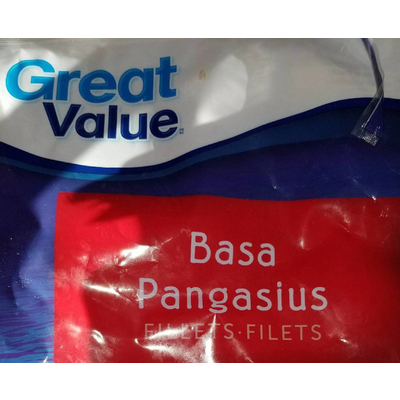 Great
Value
Basa
Pangasius
FILLETS·FILETS